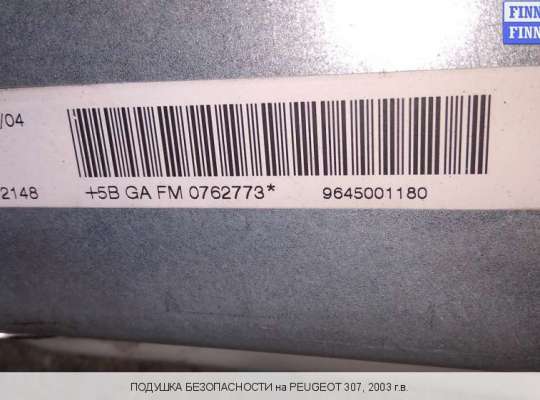 FINN
FINN
/04
2148
+5B GA FM 0762773*
9645001180
ПОДУШКА БЕЗОПАСНОСТИ на PEUGEOT 307, 2003 г.в.